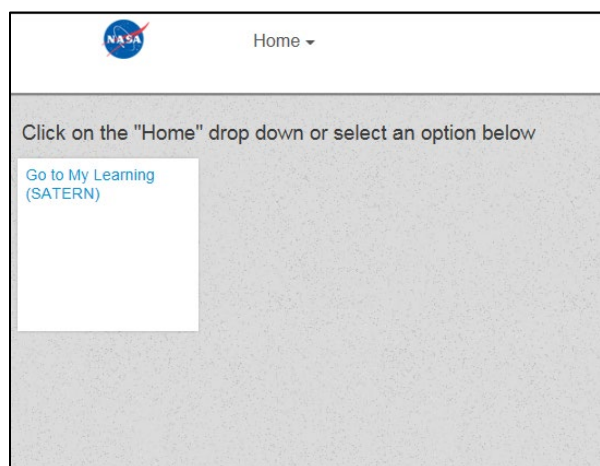 NASA
Home
Click on the "Home" drop down or select an option below
Go to My Learning
(SATERN)